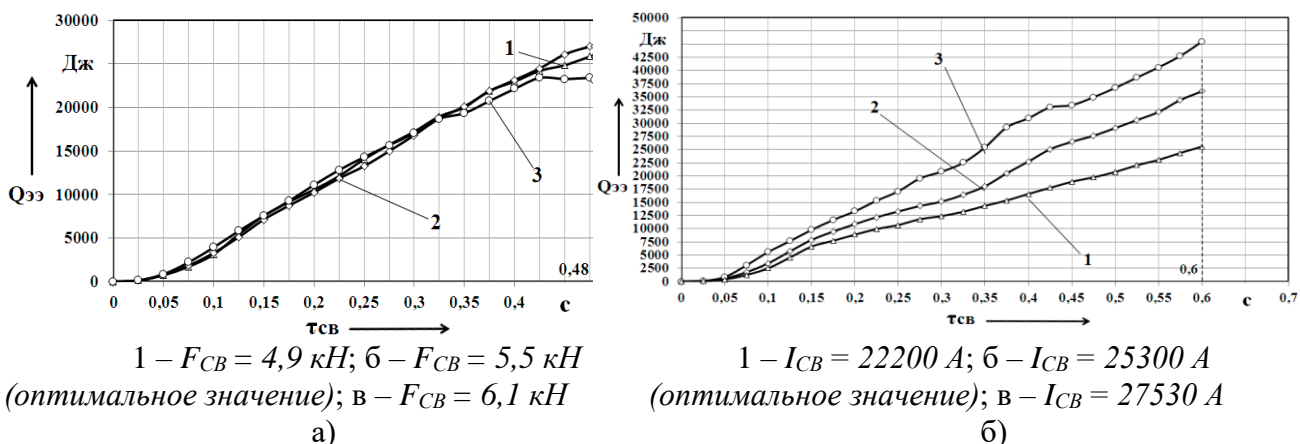 30000
Дж
25000
20000
15000
10000
5000
0
Qээ
1
2
3
0,48
0 0,05 0,1 0,15 0,2 0,25 0,3 0,35 0,4 с
τсв
50000
Дж
42500
40000
37500
35000
32500
30000
27500
25000
22500
20000
17500
15000
12500
10000
7500
5000
2500
0
Qээ
3
2
1
0,6
0 0,05 0,1 0,15 0,2 0,25 0,3 0,35 0,4 0,45 0,5 0,55 0,6 с 0,7
τсв
1 – FСВ = 4,9 кН; б – FСВ = 5,5 кН
(оптимальное значение); в – FСВ = 6,1 кН
а)
1 – IСВ = 22200 А; б – IСВ = 25300 А
(оптимальное значение); в – IСВ = 27530 А
б)